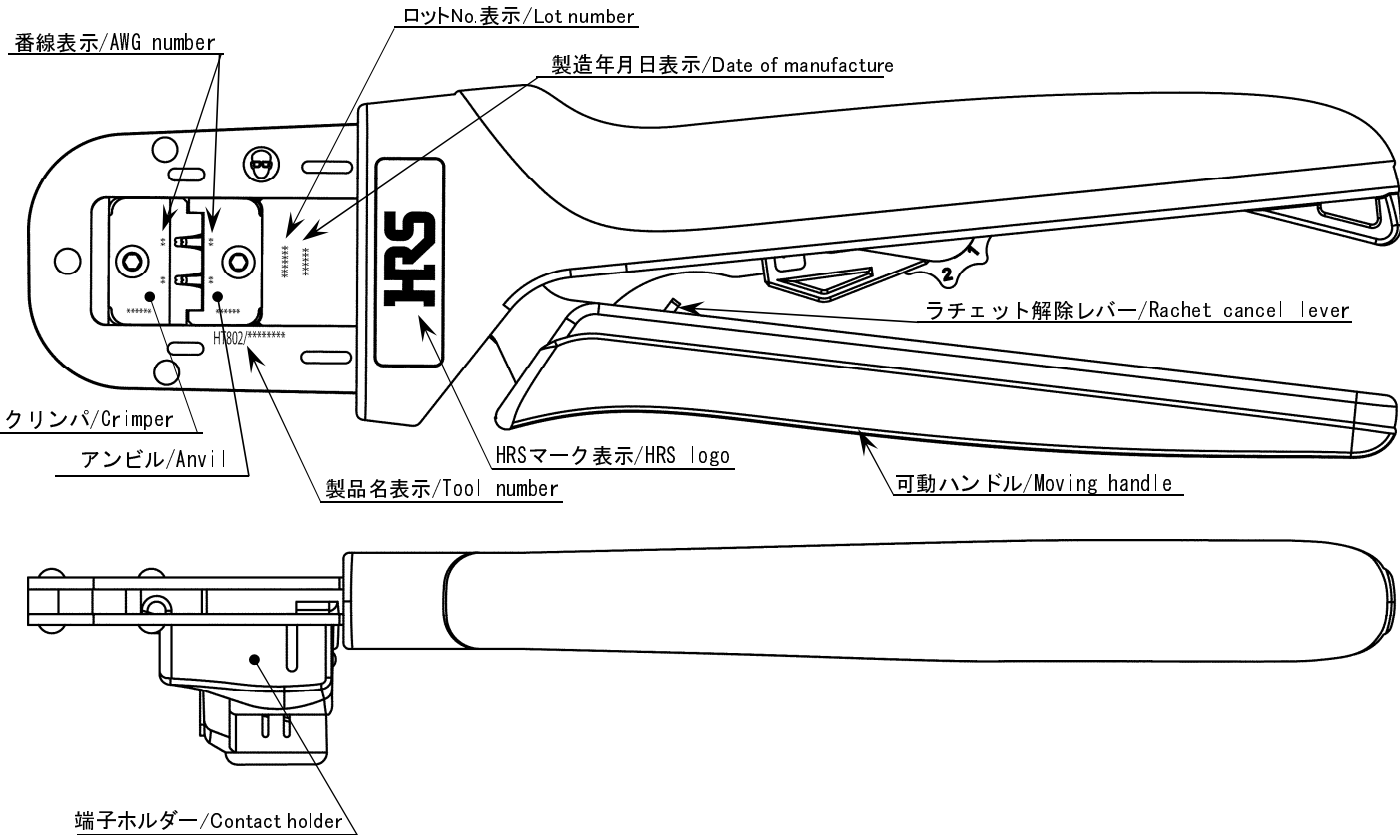 ロットNo.表示/Lot number
番線表示/AWG number
製造年月日表示/Date of manufacture
HRS
**
**
**
**
*******
******
2
1
******
******
HT802/********
ラチェット解除レバー/Rachet cancel lever
クリンパ/Crimper
アンビル/Anvil
HRSマーク表示/HRS logo
製品名表示/Tool number
可動ハンドル/Moving handle
端子ホルダー/Contact holder